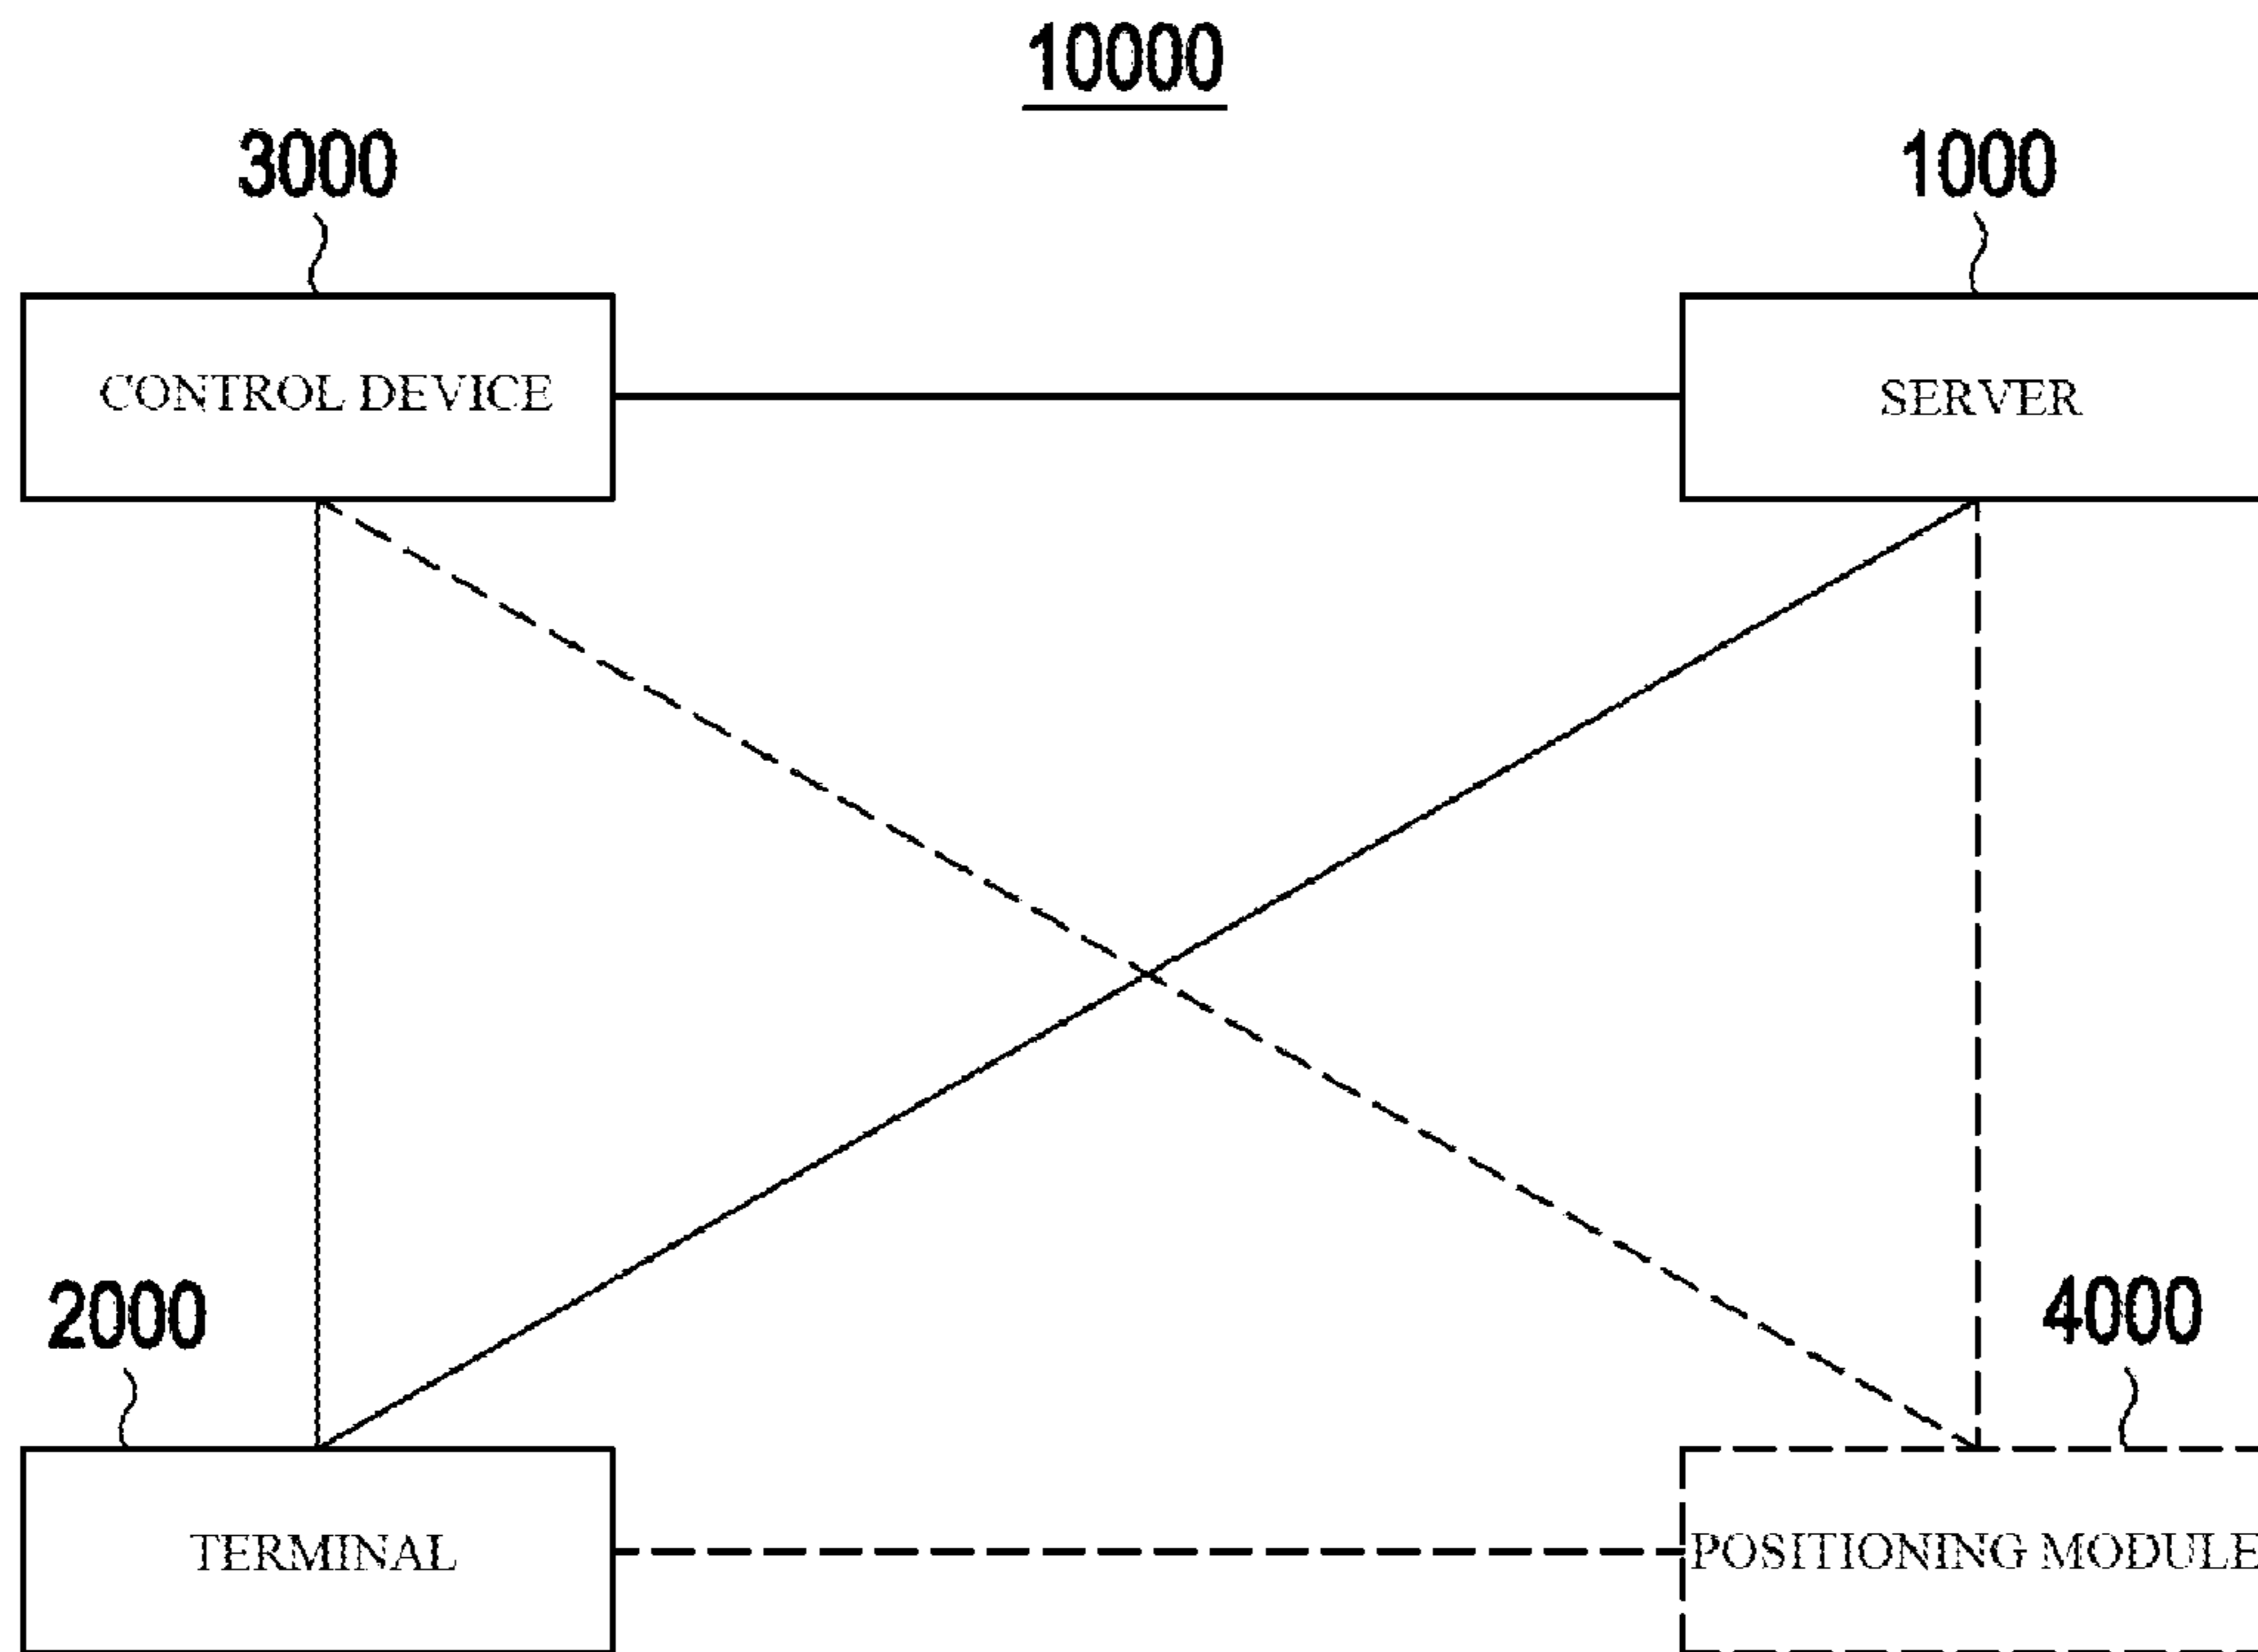 10000
3000
1000
CONTROL DEVICE
SERVER
2000
4000
TERMINAL
POSITIONING MODULE